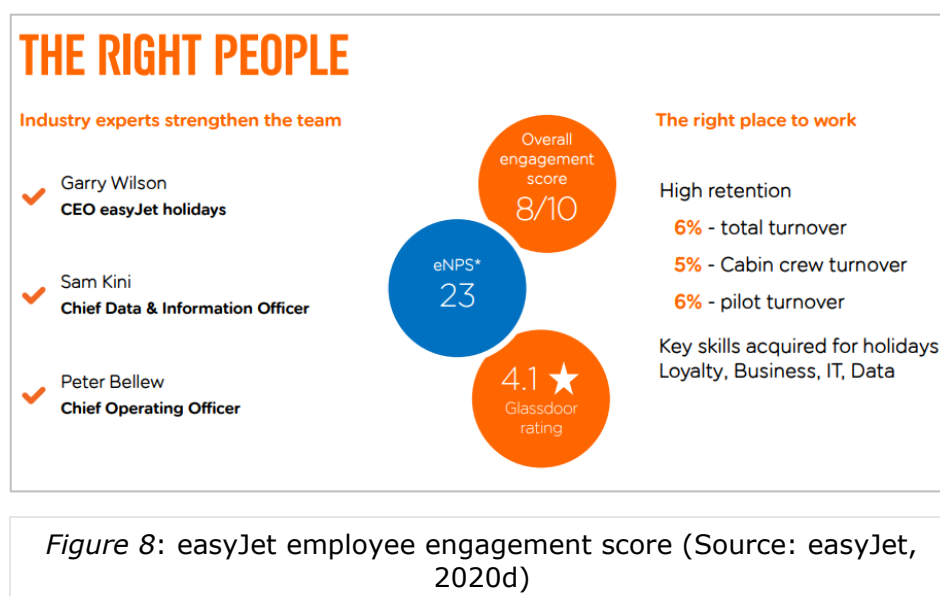 THE RIGHT PEOPLE
Industry experts strengthen the team
Garry Wilson
CEO easyJet holidays
Sam Kini
Chief Data & Information Officer
Peter Bellew
Chief Operating Officer
Overall
engagement
score
8/10
eNPS*
23
4.1 ★
Glassdoor
rating
The right place to work
High retention
6% - total turnover
5% - Cabin crew turnover
6% - pilot turnover
Key skills acquired for holidays
Loyalty, Business, IT, Data
Figure 8: easyJet employee engagement score (Source: easyJet,
2020d)